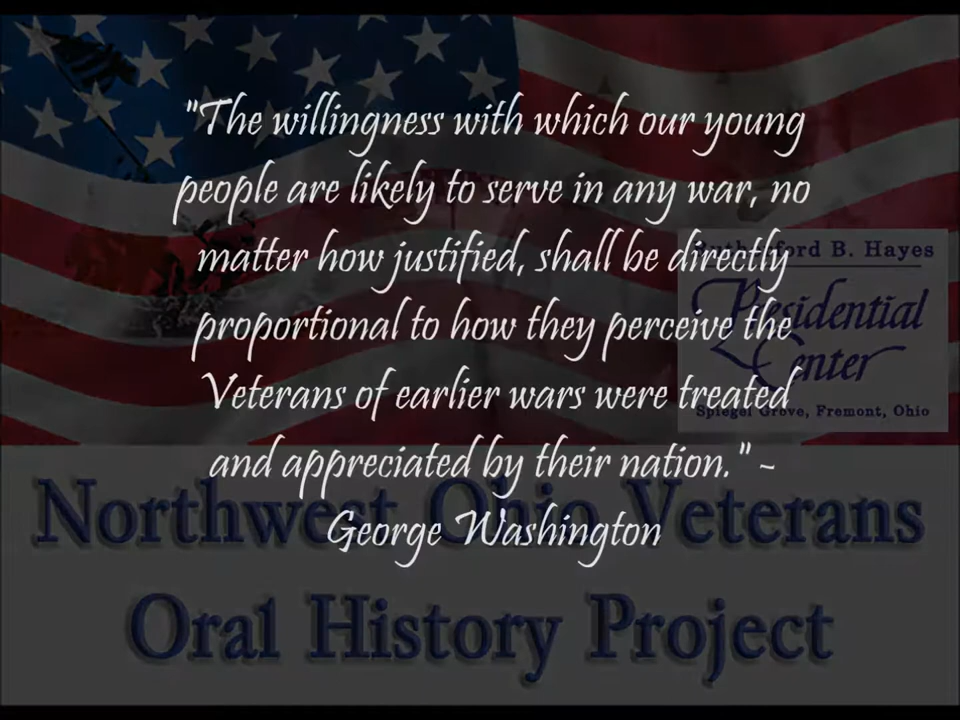 "The willingness with which our young
people are likely to serve in any war, no
matter how justified, shall be directly
proportional to how they perceive the
Veterans of earlier wars were treated
and appreciated by their nation." ~
George Washington
Rutherford B. Hayes
Presidential
Center
Spiegel Grove, Fremont, Ohio
Northwest Ohio Veterans
Oral History Project